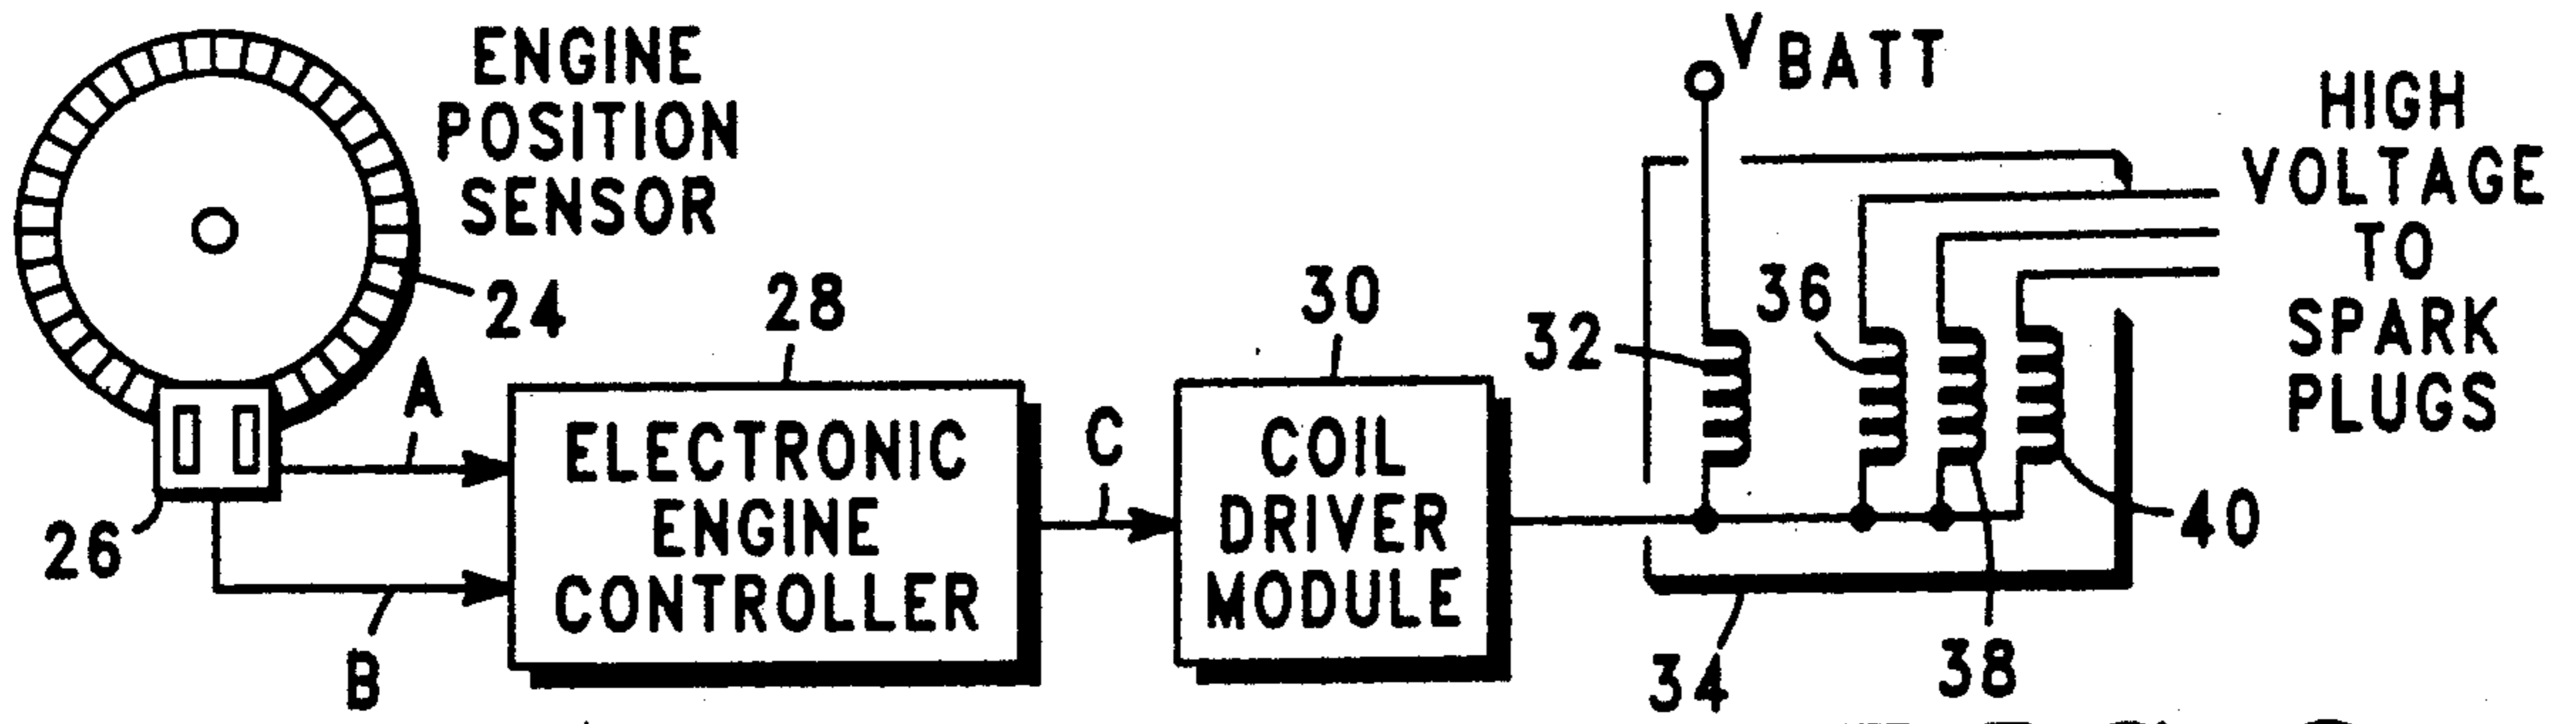 ENGINE
POSITION
SENSOR
24
26
A
B
28
ELECTRONIC
ENGINE
CONTROLLER
C
30
COIL
DRIVER
MODULE
V BATT
32
36
34
38
40
HIGH
VOLTAGE
TO
SPARK
PLUGS